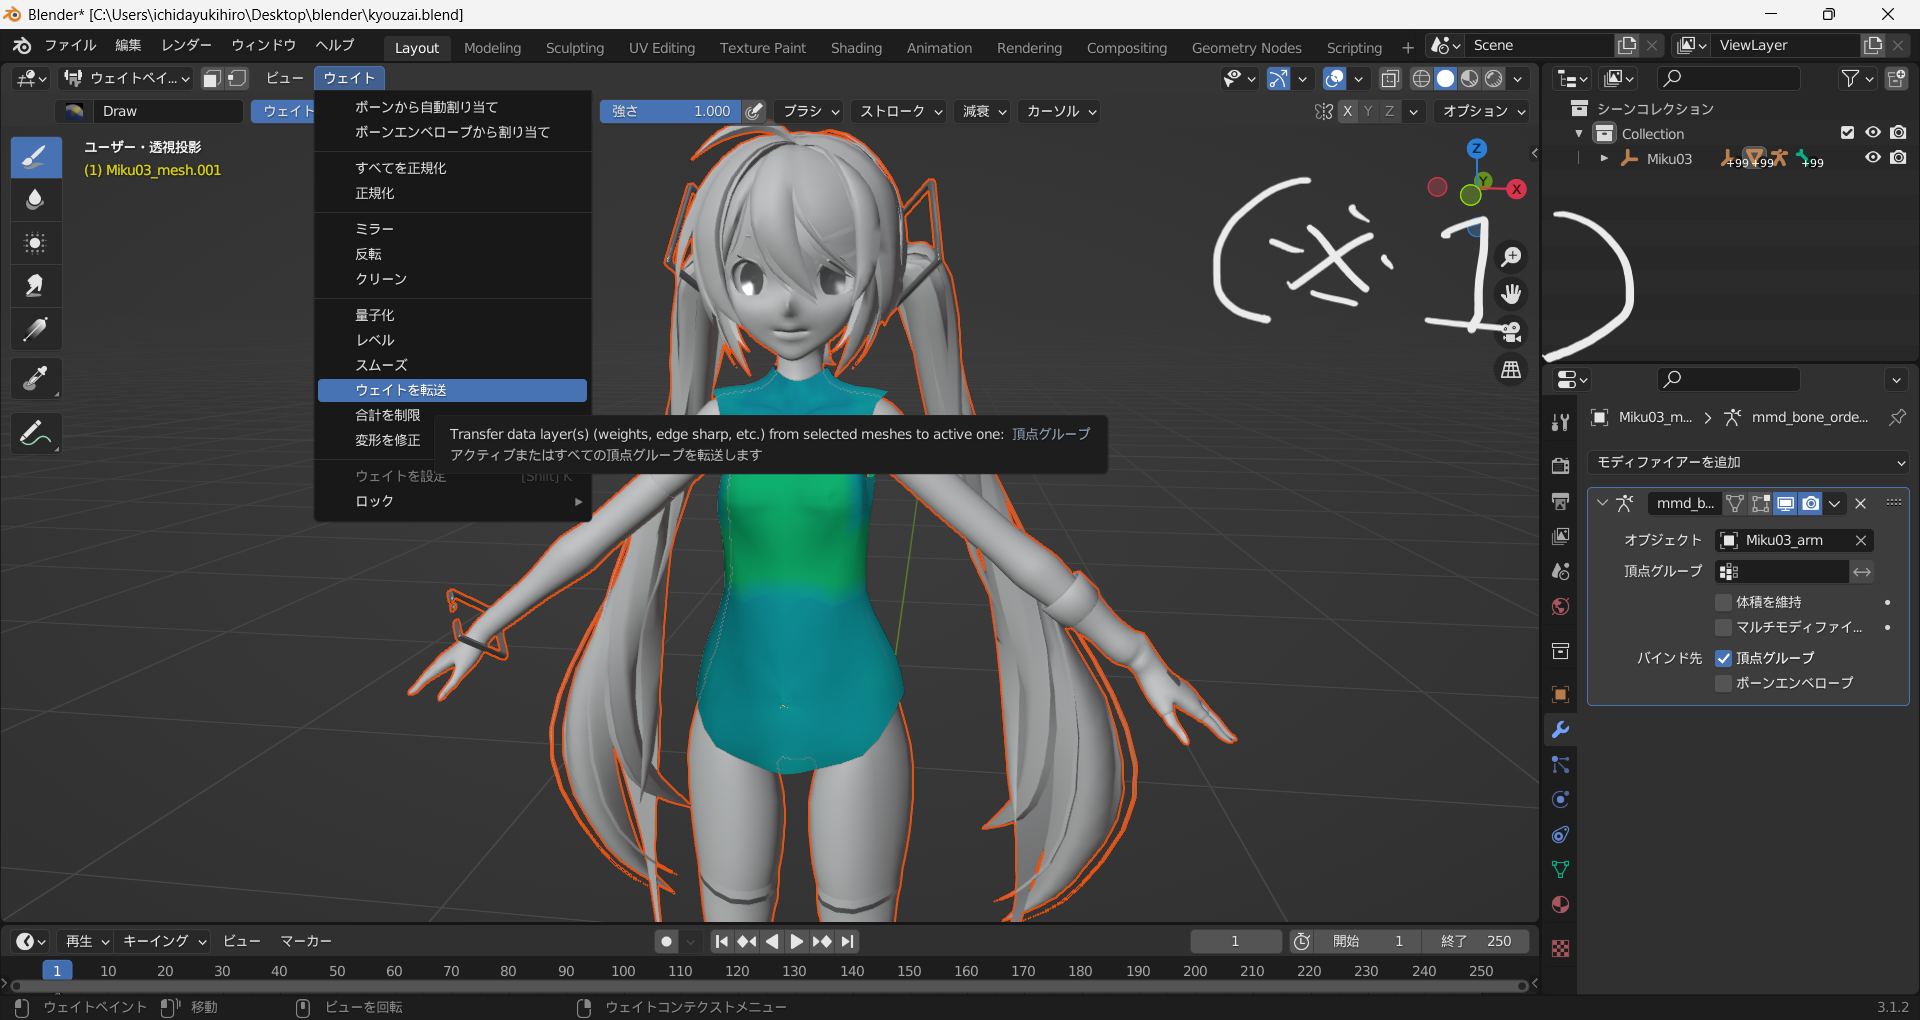 Blender* [C:\Users\ichidayukihiro\Desktop\blender\kyouzai.blend]
ファイル 編集 レンダー ウィンドウ ヘルプ Layout Modeling Sculpting UV Editing Texture Paint Shading Animation Rendering Compositing Geometry Nodes Scripting + Scene ViewLayer
ウェイトペイ... ビュー ウェイト
Draw ウェイト 強さ 1.000 ブラシ ストローク 減衰 カーソル X Y Z オプション
ユーザー・透視投影
(1) Miku03_mesh.001
ボーンから自動割り当て
ボーンエンベロープから割り当て
すべてを正規化
正規化
ミラー
反転
クリーン
量子化
レベル
スムーズ
ウェイトを転送
合計を制限
変形を修正
ウェイトを設定 [Shift] K
ロック
Transfer data layer(s) (weights, edge sharp, etc.) from selected meshes to active one: 頂点グループ
アクティブまたはすべての頂点グループを転送します
Z
Y
X
(※1)
シーンコレクション
Collection
Miku03 +99 +99 +99
Miku03_m... mmd_bone_orde...
モディファイアーを追加
mmd_b...
オブジェクト Miku03_arm
頂点グループ
体積を維持
マルチモディファイ...
バインド先 頂点グループ
ボーンエンベロープ
再生 キーイング ビュー マーカー 1 開始 1 終了 250
1 10 20 30 40 50 60 70 80 90 100 110 120 130 140 150 160 170 180 190 200 210 220 230 240 250
ウェイトペイント 移動 ビューを回転 ウェイトコンテクストメニュー 3.1.2